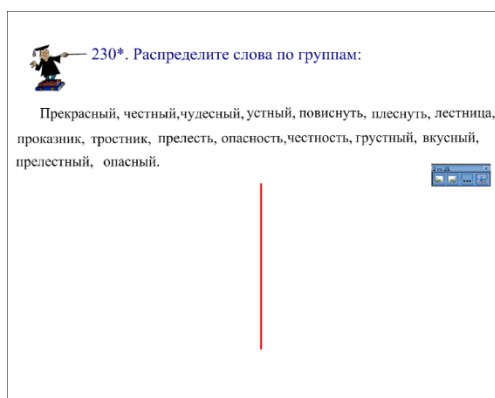 230*. Распределите слова по группам:
Прекрасный, честный,чудесный, устный, повиснуть, плеснуть, лестница,
проказник, тростник, прелесть, опасность,честность, грустный, вкусный,
прелестный, опасный.